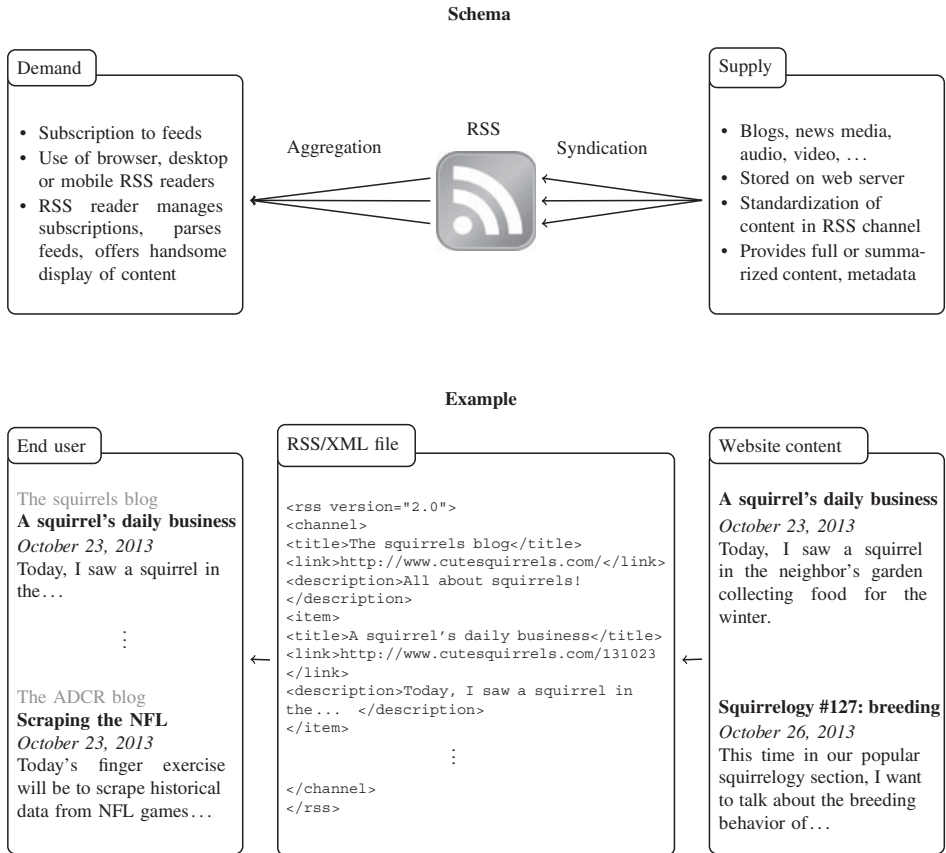 Schema
Demand
• Subscription to feeds
• Use of browser, desktop
or mobile RSS readers
• RSS reader manages
subscriptions, parses
feeds, offers handsome
display of content
Aggregation
RSS
Syndication
Supply
• Blogs, news media,
audio, video, …
• Stored on web server
• Standardization of
content in RSS channel
• Provides full or summa-
rized content, metadata
Example
End user
The squirrels blog
A squirrel's daily business
October 23, 2013
Today, I saw a squirrel in
the…
⋮
The ADCR blog
Scraping the NFL
October 23, 2013
Today's finger exercise
will be to scrape historical
data from NFL games…
RSS/XML file
<rss version="2.0">
<channel>
<title>The squirrels blog</title>
<link>http://www.cutesquirrels.com/</link>
<description>All about squirrels!
</description>
<item>
<title>A squirrel's daily business</title>
<link>http://www.cutesquirrels.com/131023
</link>
<description>Today, I saw a squirrel in
the... </description>
</item>
⋮
</channel>
</rss>
Website content
A squirrel's daily business
October 23, 2013
Today, I saw a squirrel
in the neighbor's garden
collecting food for the
winter.
Squirrelogy #127: breeding
October 26, 2013
This time in our popular
squirrelogy section, I want
to talk about the breeding
behavior of…